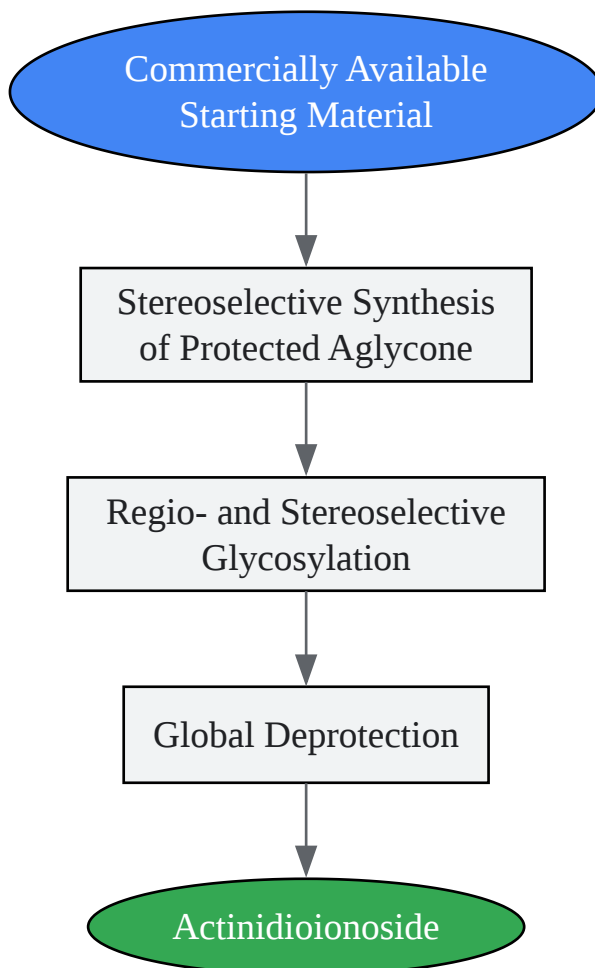 Commercially Available
Starting Material
Stereoselective Synthesis
of Protected Aglycone
Regio- and Stereoselective
Glycosylation
Global Deprotection
Actinidioionoside